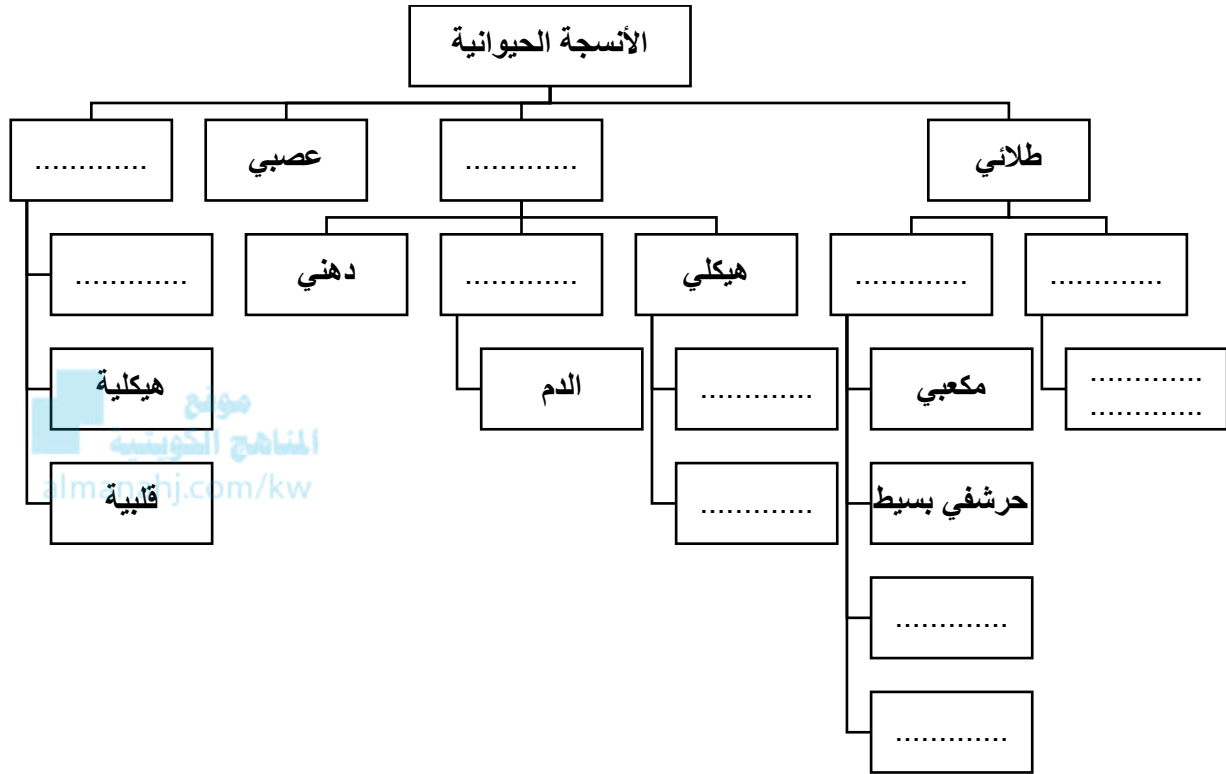 الأنسجة الحيوانية
طلائي
.............
عصبي
.............
.............
.............
هيكلي
.............
دهني
.............
.............
.............
مكعبي
.............
الدم
هيكلية
حرشفي بسيط
.............
قلبية
.............
.............
موقع
المناهج الكويتية
almanahj.com/kw